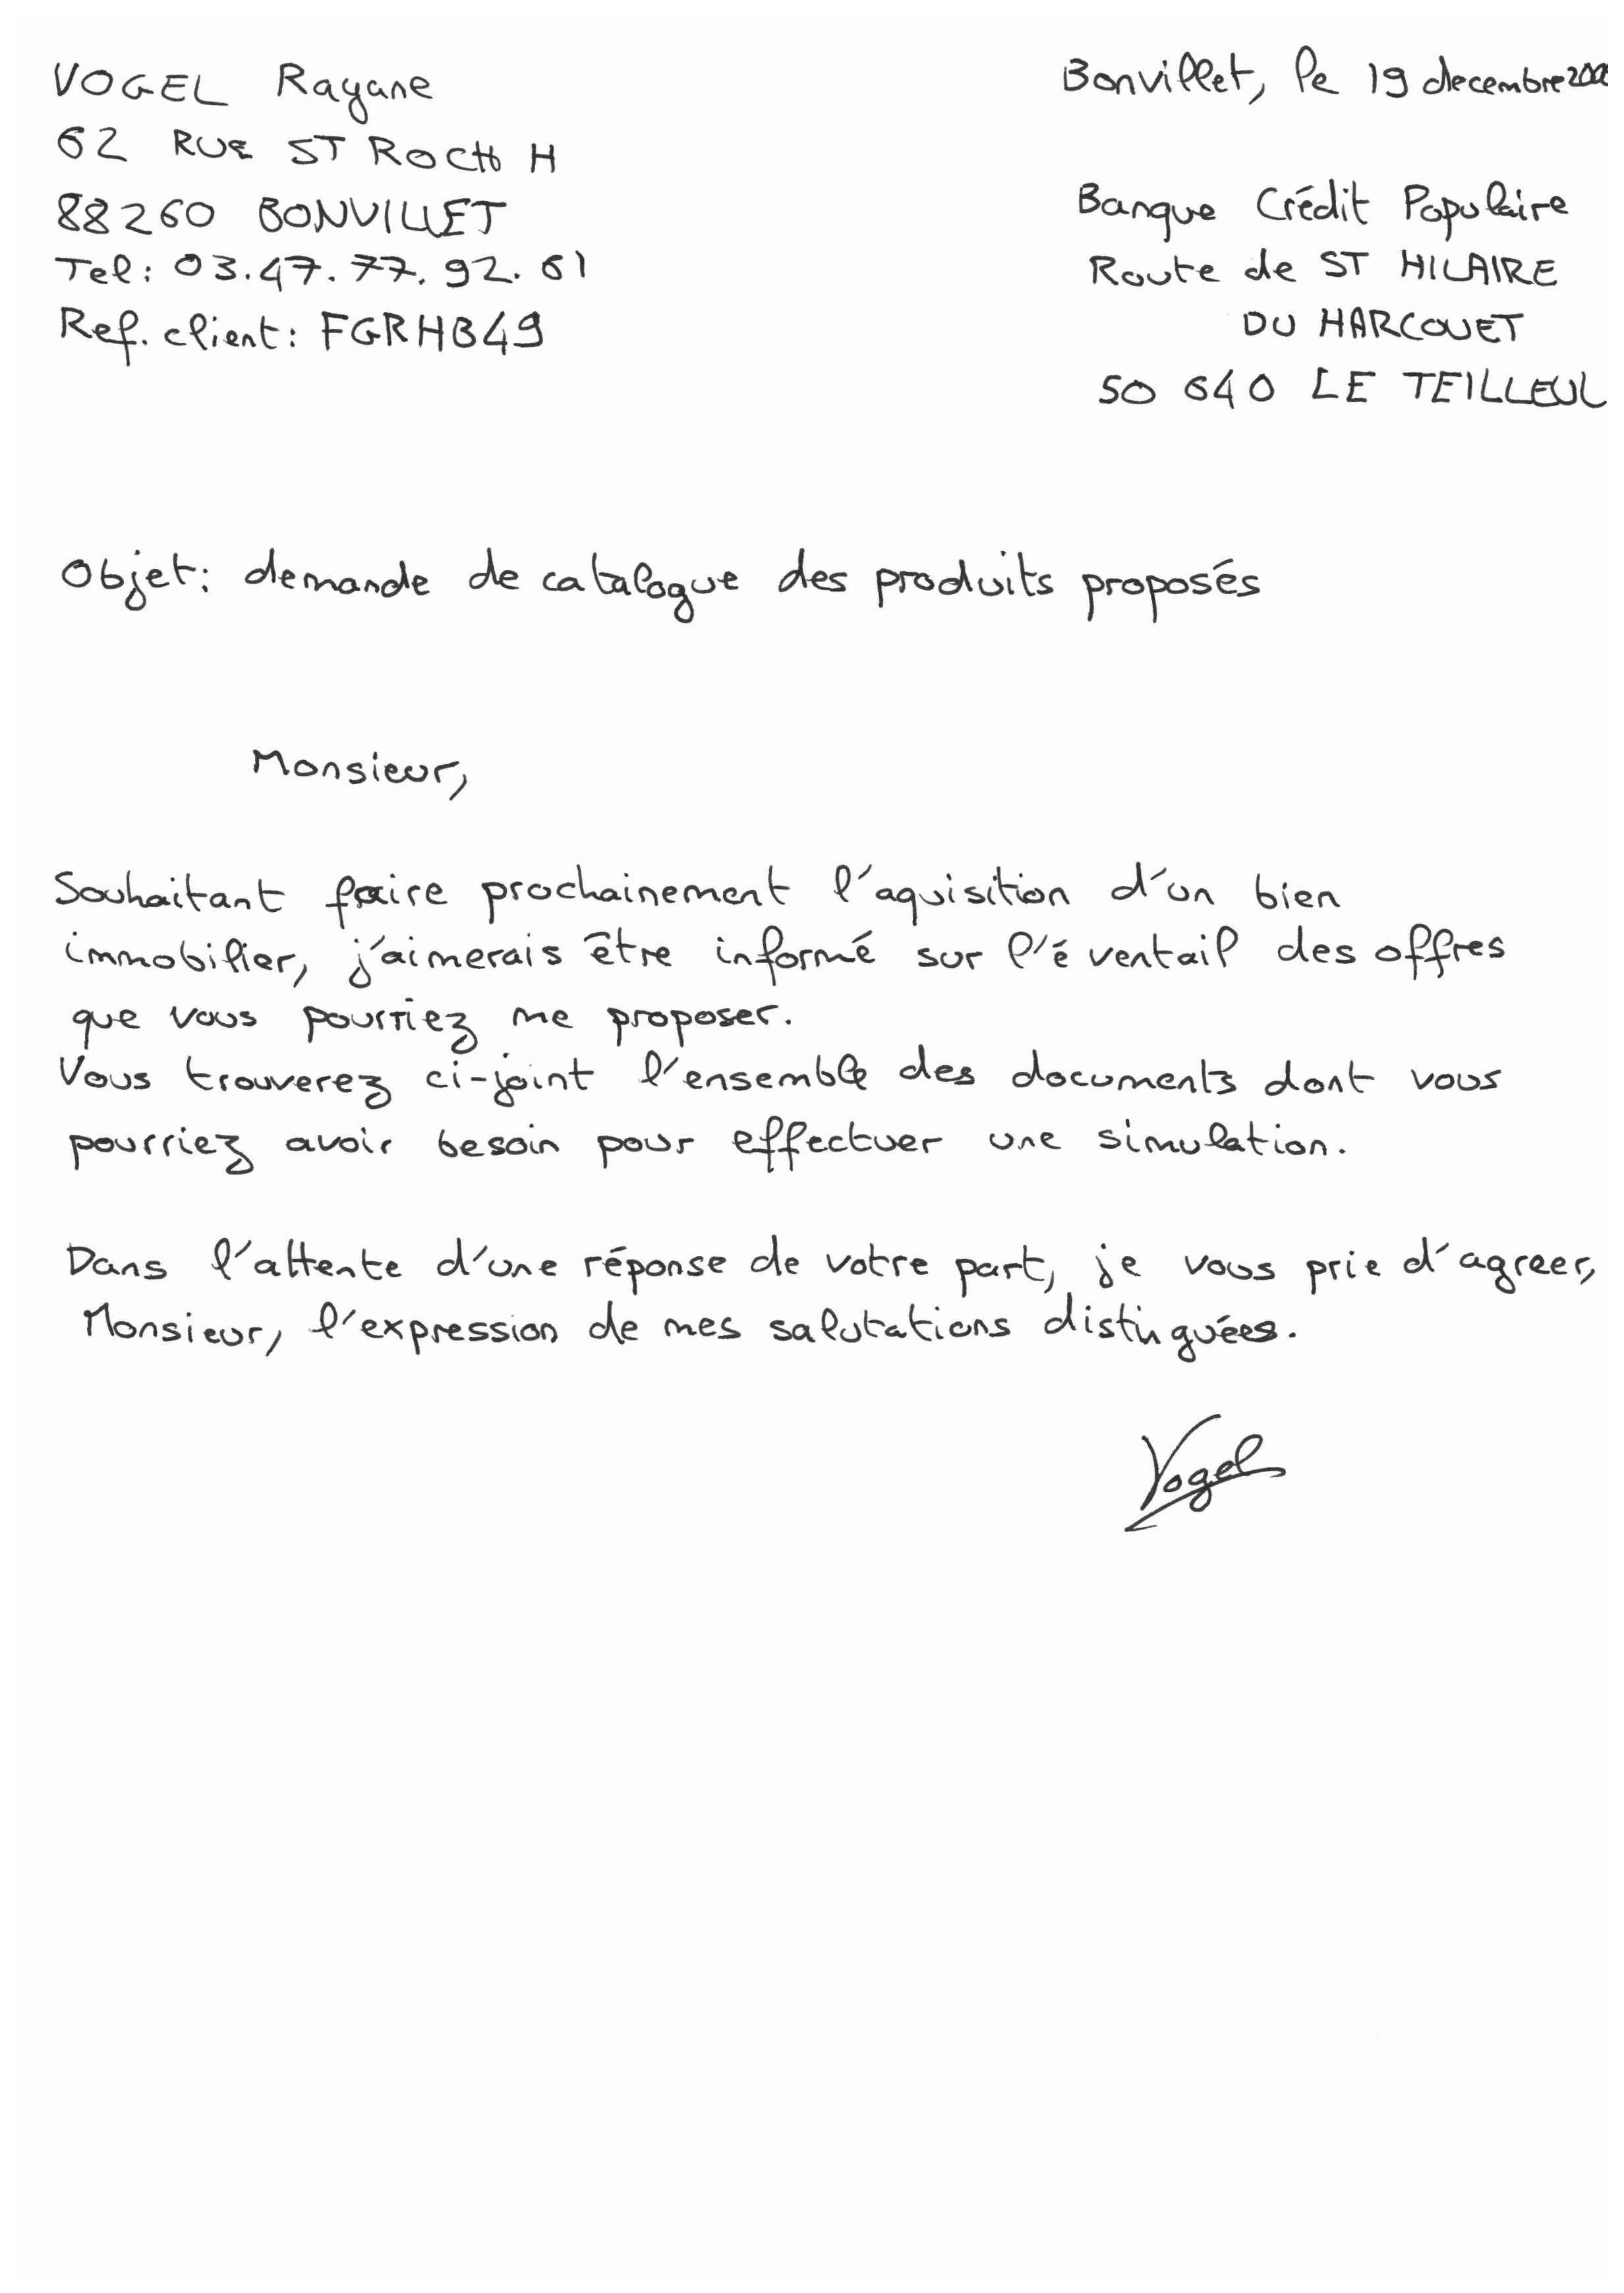 VOGEL Rayane
62 RUE ST ROCH H
88260 BONVILLET
Tel: 03.47.77.92.61
Ref. client: FGRHB49
Bonvillet, le 19 decembre
Banque Crédit Populaire
Route de ST HILAIRE
DU HARCOUET
50 640 LE TEILLEUL
Objet: demande de catalogue des produits proposés
Monsieur,
Souhaitant faire prochainement l'aquisition d'un bien
immobilier, j'aimerais être informé sur l'éventail des offres
que vous pourriez me proposer.
Vous trouverez ci-joint l'ensemble des documents dont vous
pourriez avoir besoin pour effectuer une simulation.
Dans l'attente d'une réponse de votre part, je vous prie d'agreer,
Monsieur, l'expression de mes salutations distinguées.
Vogel